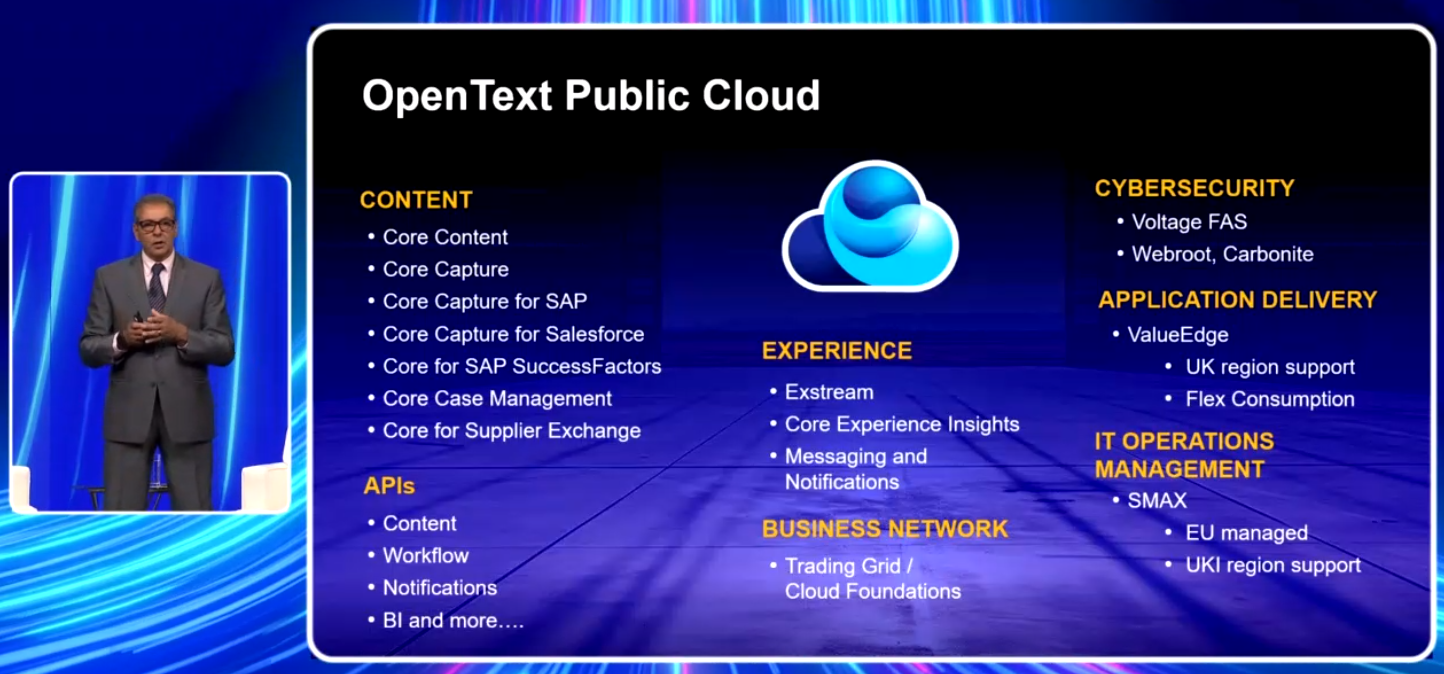 OpenText Public Cloud
CONTENT
• Core Content
• Core Capture
• Core Capture for SAP
• Core Capture for Salesforce
• Core for SAP SuccessFactors
• Core Case Management
• Core for Supplier Exchange
APIs
• Content
• Workflow
• Notifications
• BI and more….
EXPERIENCE
• Exstream
• Core Experience Insights
• Messaging and
Notifications
BUSINESS NETWORK
• Trading Grid /
Cloud Foundations
CYBERSECURITY
• Voltage FAS
• Webroot, Carbonite
APPLICATION DELIVERY
• ValueEdge
• UK region support
• Flex Consumption
IT OPERATIONS
MANAGEMENT
• SMAX
• EU managed
• UKI region support